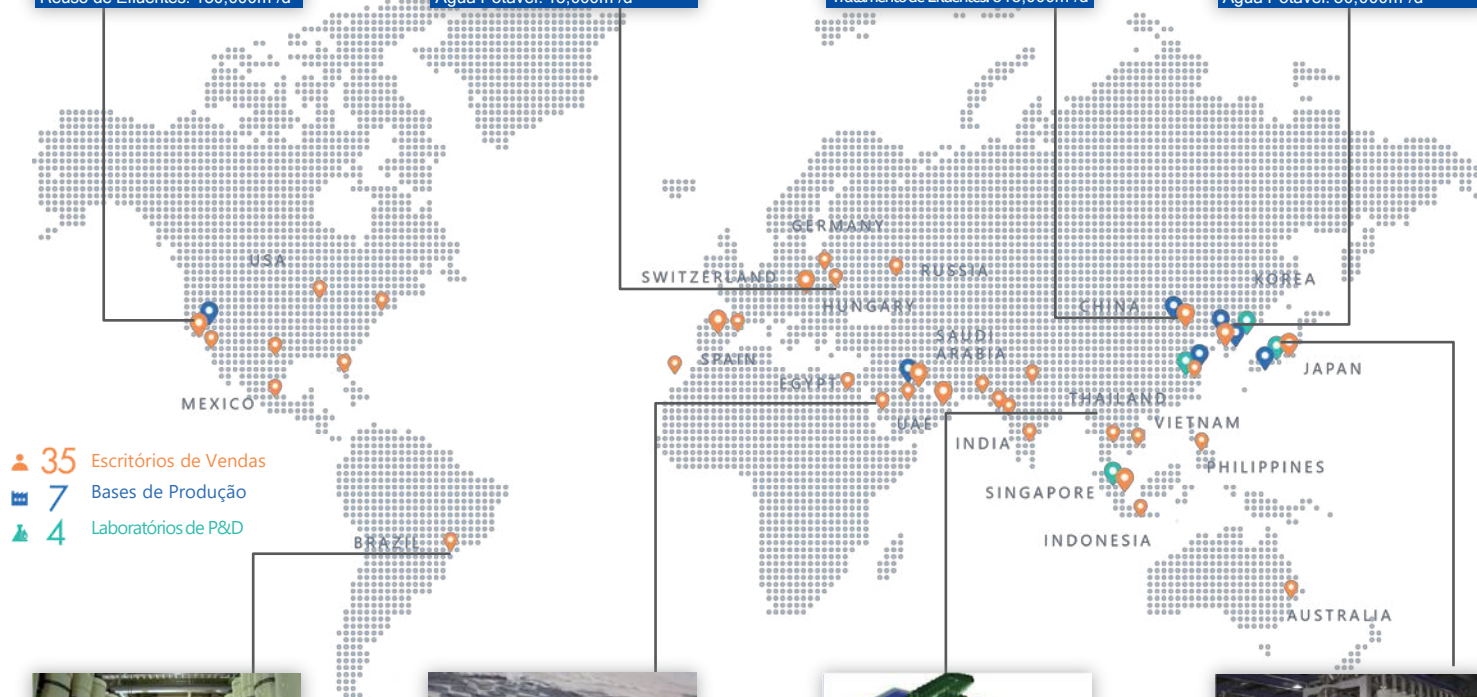 GERMANY
USA
SWITZERLAND
RUSSIA
KOREA
HUNGARY
CHINA
SAUDI
ARABIA
SPAIN
EGYPT
JAPAN
MEXICO
THAILAND
UAE
VIETNAM
INDIA
35 Escritórios de Vendas
PHILIPPINES
7 Bases de Produção
SINGAPORE
4 Laboratórios de P&D
BRAZIL
INDONESIA
AUSTRALIA